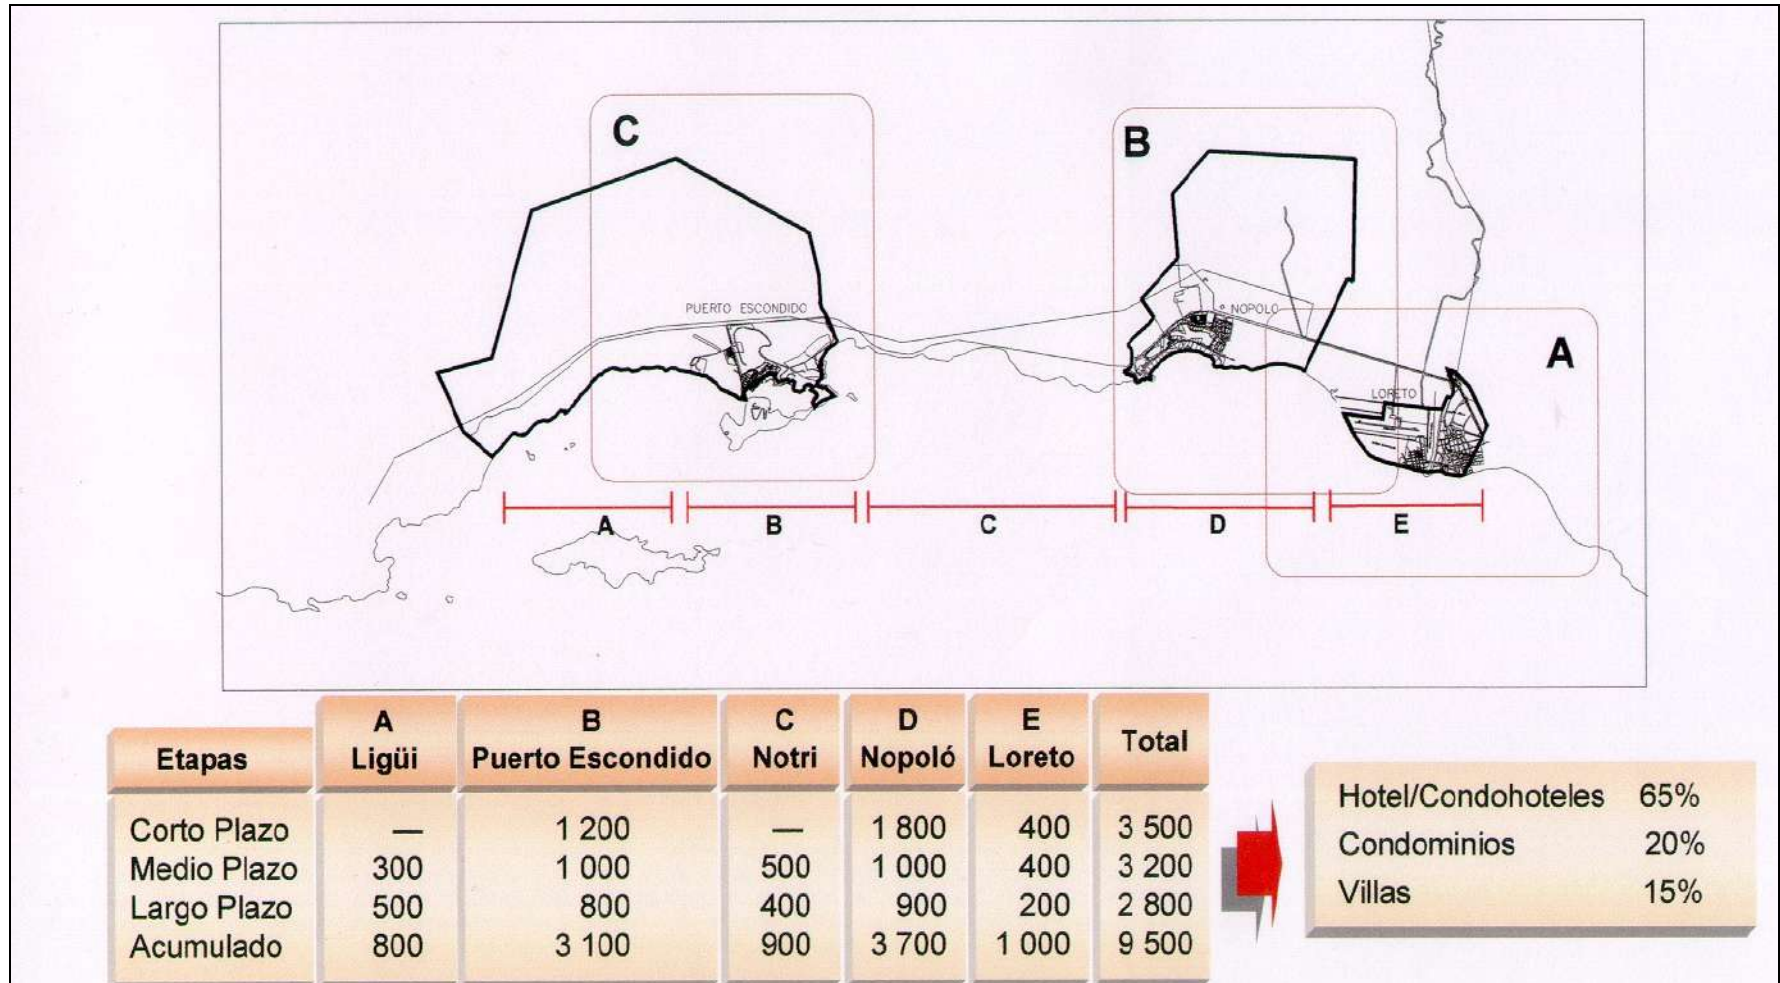 C
B
PUERTO ESCONDIDO
NOPOLO
A
LORETO
A B C D E
Etapas
A
Ligüi
B
Puerto Escondido
C
Notri
D
Nopoló
E
Loreto
Total
Corto Plazo — 1 200 — 1 800 400 3 500
Medio Plazo 300 1 000 500 1 000 400 3 200
Largo Plazo 500 800 400 900 200 2 800
Acumulado 800 3 100 900 3 700 1 000 9 500
Hotel/Condohoteles 65%
Condominios 20%
Villas 15%